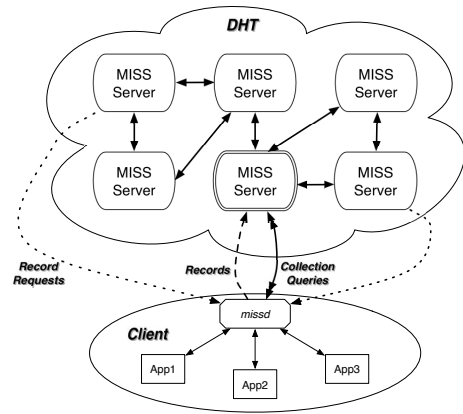 DHT
MISS
Server
MISS
Server
MISS
Server
MISS
Server
MISS
Server
MISS
Server
Record
Requests
Records
Collection
Queries
missd
Client
App1
App2
App3